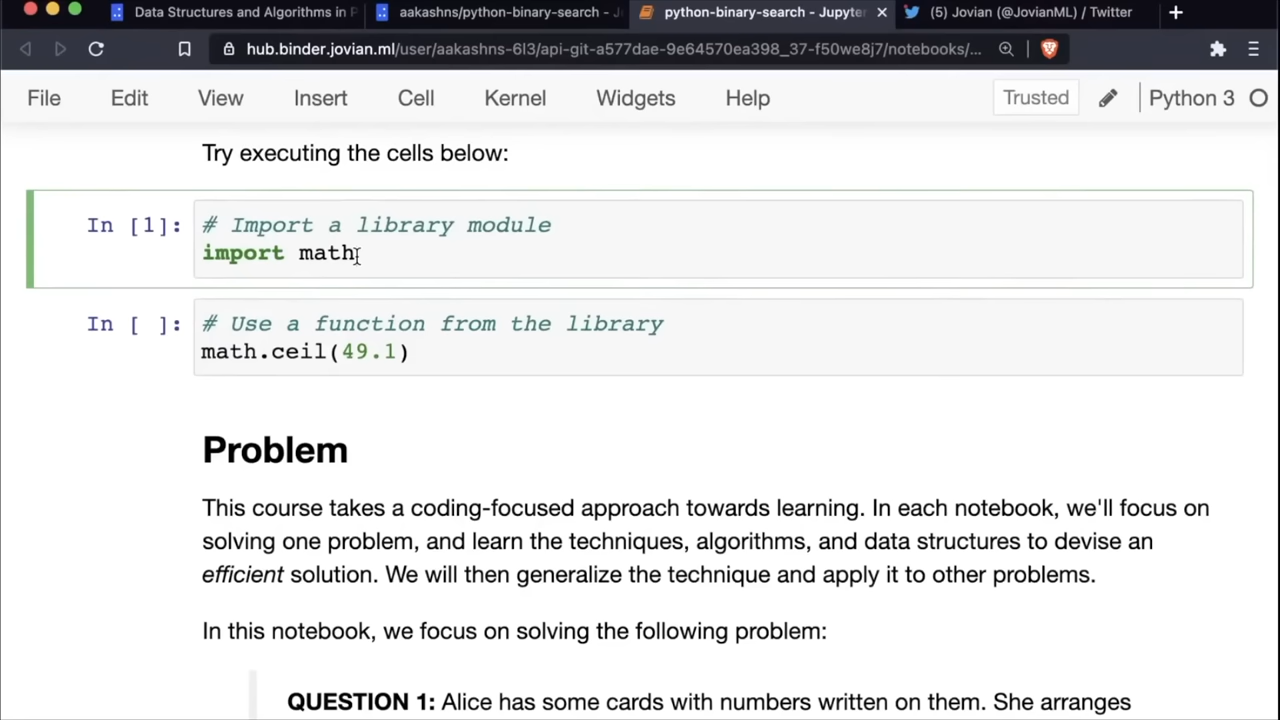 Data Structures and Algorithms in P
aakashns/python-binary-search - Jo
python-binary-search - Jupyter
(5) Jovian (@JovianML) / Twitter
hub.binder.jovian.ml/user/aakashns-6l3/api-git-a577dae-9e64570ea398_37-f50we8j7/notebooks/...
File Edit View Insert Cell Kernel Widgets Help Trusted Python 3
Try executing the cells below:
In [1]: # Import a library module
import math
In [ ]: # Use a function from the library
math.ceil(49.1)
Problem
This course takes a coding-focused approach towards learning. In each notebook, we'll focus on
solving one problem, and learn the techniques, algorithms, and data structures to devise an
efficient solution. We will then generalize the technique and apply it to other problems.
In this notebook, we focus on solving the following problem:
QUESTION 1: Alice has some cards with numbers written on them. She arranges